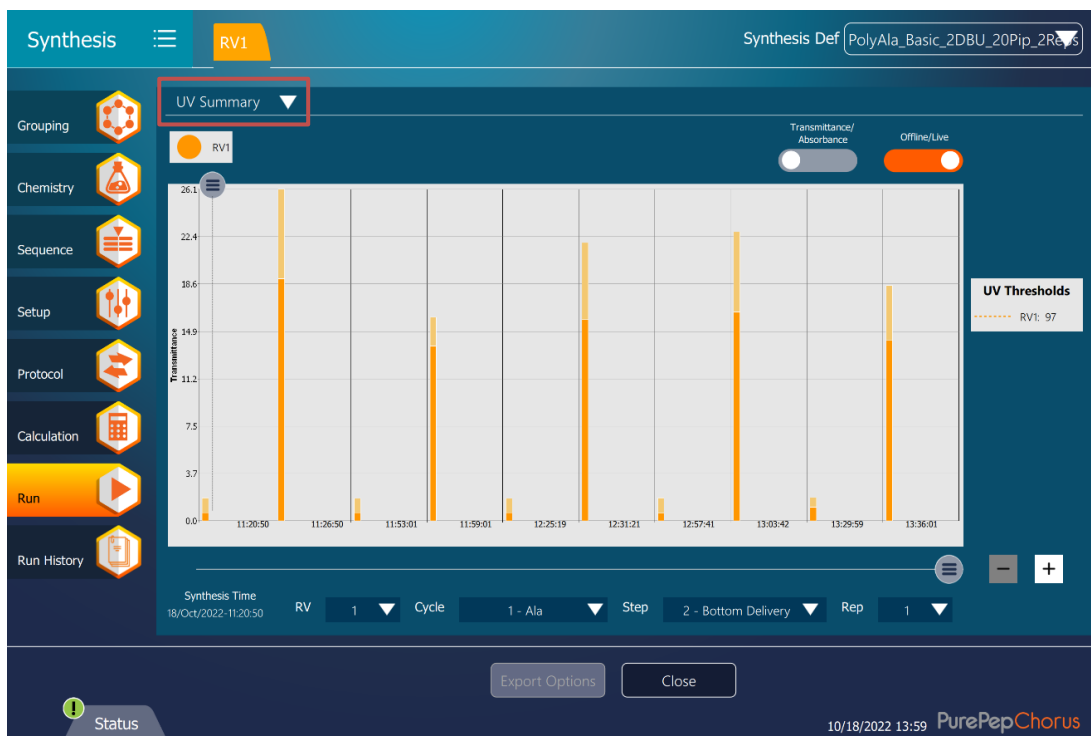 Synthesis
RV1
Synthesis Def
PolyAla_Basic_2DBU_20Pip_2Reps
UV Summary
RV1
Transmittance/
Absorbance
Offline/Live
Grouping
Chemistry
Sequence
Setup
Protocol
Calculation
Run
Run History
Transmittance
26.1
22.4
18.6
14.9
11.2
7.5
3.7
0.0
11:20:50 11:26:50 11:53:01 11:59:01 12:25:19 12:31:21 12:57:41 13:03:42 13:29:59 13:36:01
UV Thresholds
RV1: 97
− +
Synthesis Time
18/Oct/2022-11:20:50
RV 1 Cycle 1 - Ala Step 2 - Bottom Delivery Rep 1
Export Options
Close
!
Status
10/18/2022 13:59 PurePepChorus